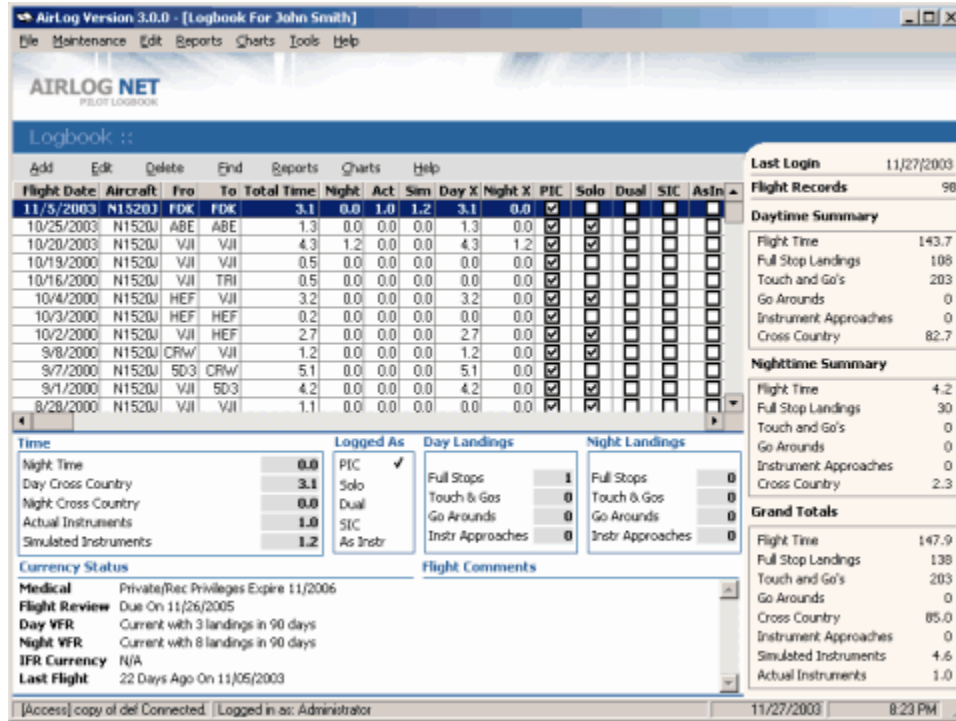 AirLog Version 3.0.0 - [Logbook For John Smith]
File Maintenance Edit Reports Charts Tools Help
AIRLOG NET
PILOT LOGBOOK
Logbook ::
Add Edit Delete Find Reports Charts Help
Flight Date Aircraft Fro To Total Time Night Act Sim Day X Night X PIC Solo Dual SIC AsIn
11/5/2003 N1520J FDK FDK 3.1 0.0 1.0 1.2 3.1 0.0
10/25/2003 N1520J ABE ABE 1.3 0.0 0.0 0.0 1.3 0.0
10/20/2003 N1520J VJI VJI 4.3 1.2 0.0 0.0 4.3 1.2
10/19/2000 N1520J VJI VJI 0.5 0.0 0.0 0.0 0.0 0.0
10/16/2000 N1520J VJI TRI 0.5 0.0 0.0 0.0 0.0 0.0
10/4/2000 N1520J HEF VJI 3.2 0.0 0.0 0.0 3.2 0.0
10/3/2000 N1520J HEF HEF 0.2 0.0 0.0 0.0 0.0 0.0
10/2/2000 N1520J VJI HEF 2.7 0.0 0.0 0.0 2.7 0.0
9/8/2000 N1520J CRW VJI 1.2 0.0 0.0 0.0 1.2 0.0
9/7/2000 N1520J 5D3 CRW 5.1 0.0 0.0 0.0 5.1 0.0
9/1/2000 N1520J VJI 5D3 4.2 0.0 0.0 0.0 4.2 0.0
8/28/2000 N1520J VJI VJI 1.1 0.0 0.0 0.0 0.0 0.0
Time
Night Time 0.0
Day Cross Country 3.1
Night Cross Country 0.0
Actual Instruments 1.0
Simulated Instruments 1.2
Logged As
PIC
Solo
Dual
SIC
As Instr
Day Landings
Full Stops 1
Touch & Gos 0
Go Arounds 0
Instr Approaches 0
Night Landings
Full Stops 0
Touch & Gos 0
Go Arounds 0
Instr Approaches 0
Currency Status
Medical Private/Rec Privileges Expire 11/2006
Flight Review Due On 11/26/2005
Day VFR Current with 3 landings in 90 days
Night VFR Current with 8 landings in 90 days
IFR Currency N/A
Last Flight 22 Days Ago On 11/05/2003
Flight Comments
Last Login 11/27/2003
Flight Records 98
Daytime Summary
Flight Time 143.7
Full Stop Landings 108
Touch and Go's 203
Go Arounds 0
Instrument Approaches 0
Cross Country 82.7
Nighttime Summary
Flight Time 4.2
Full Stop Landings 30
Touch and Go's 0
Go Arounds 0
Instrument Approaches 0
Cross Country 2.3
Grand Totals
Flight Time 147.9
Full Stop Landings 138
Touch and Go's 203
Go Arounds 0
Cross Country 85.0
Instrument Approaches 0
Simulated Instruments 4.6
Actual Instruments 1.0
[Access] copy of def Connected. Logged in as: Administrator 11/27/2003 8:23 PM